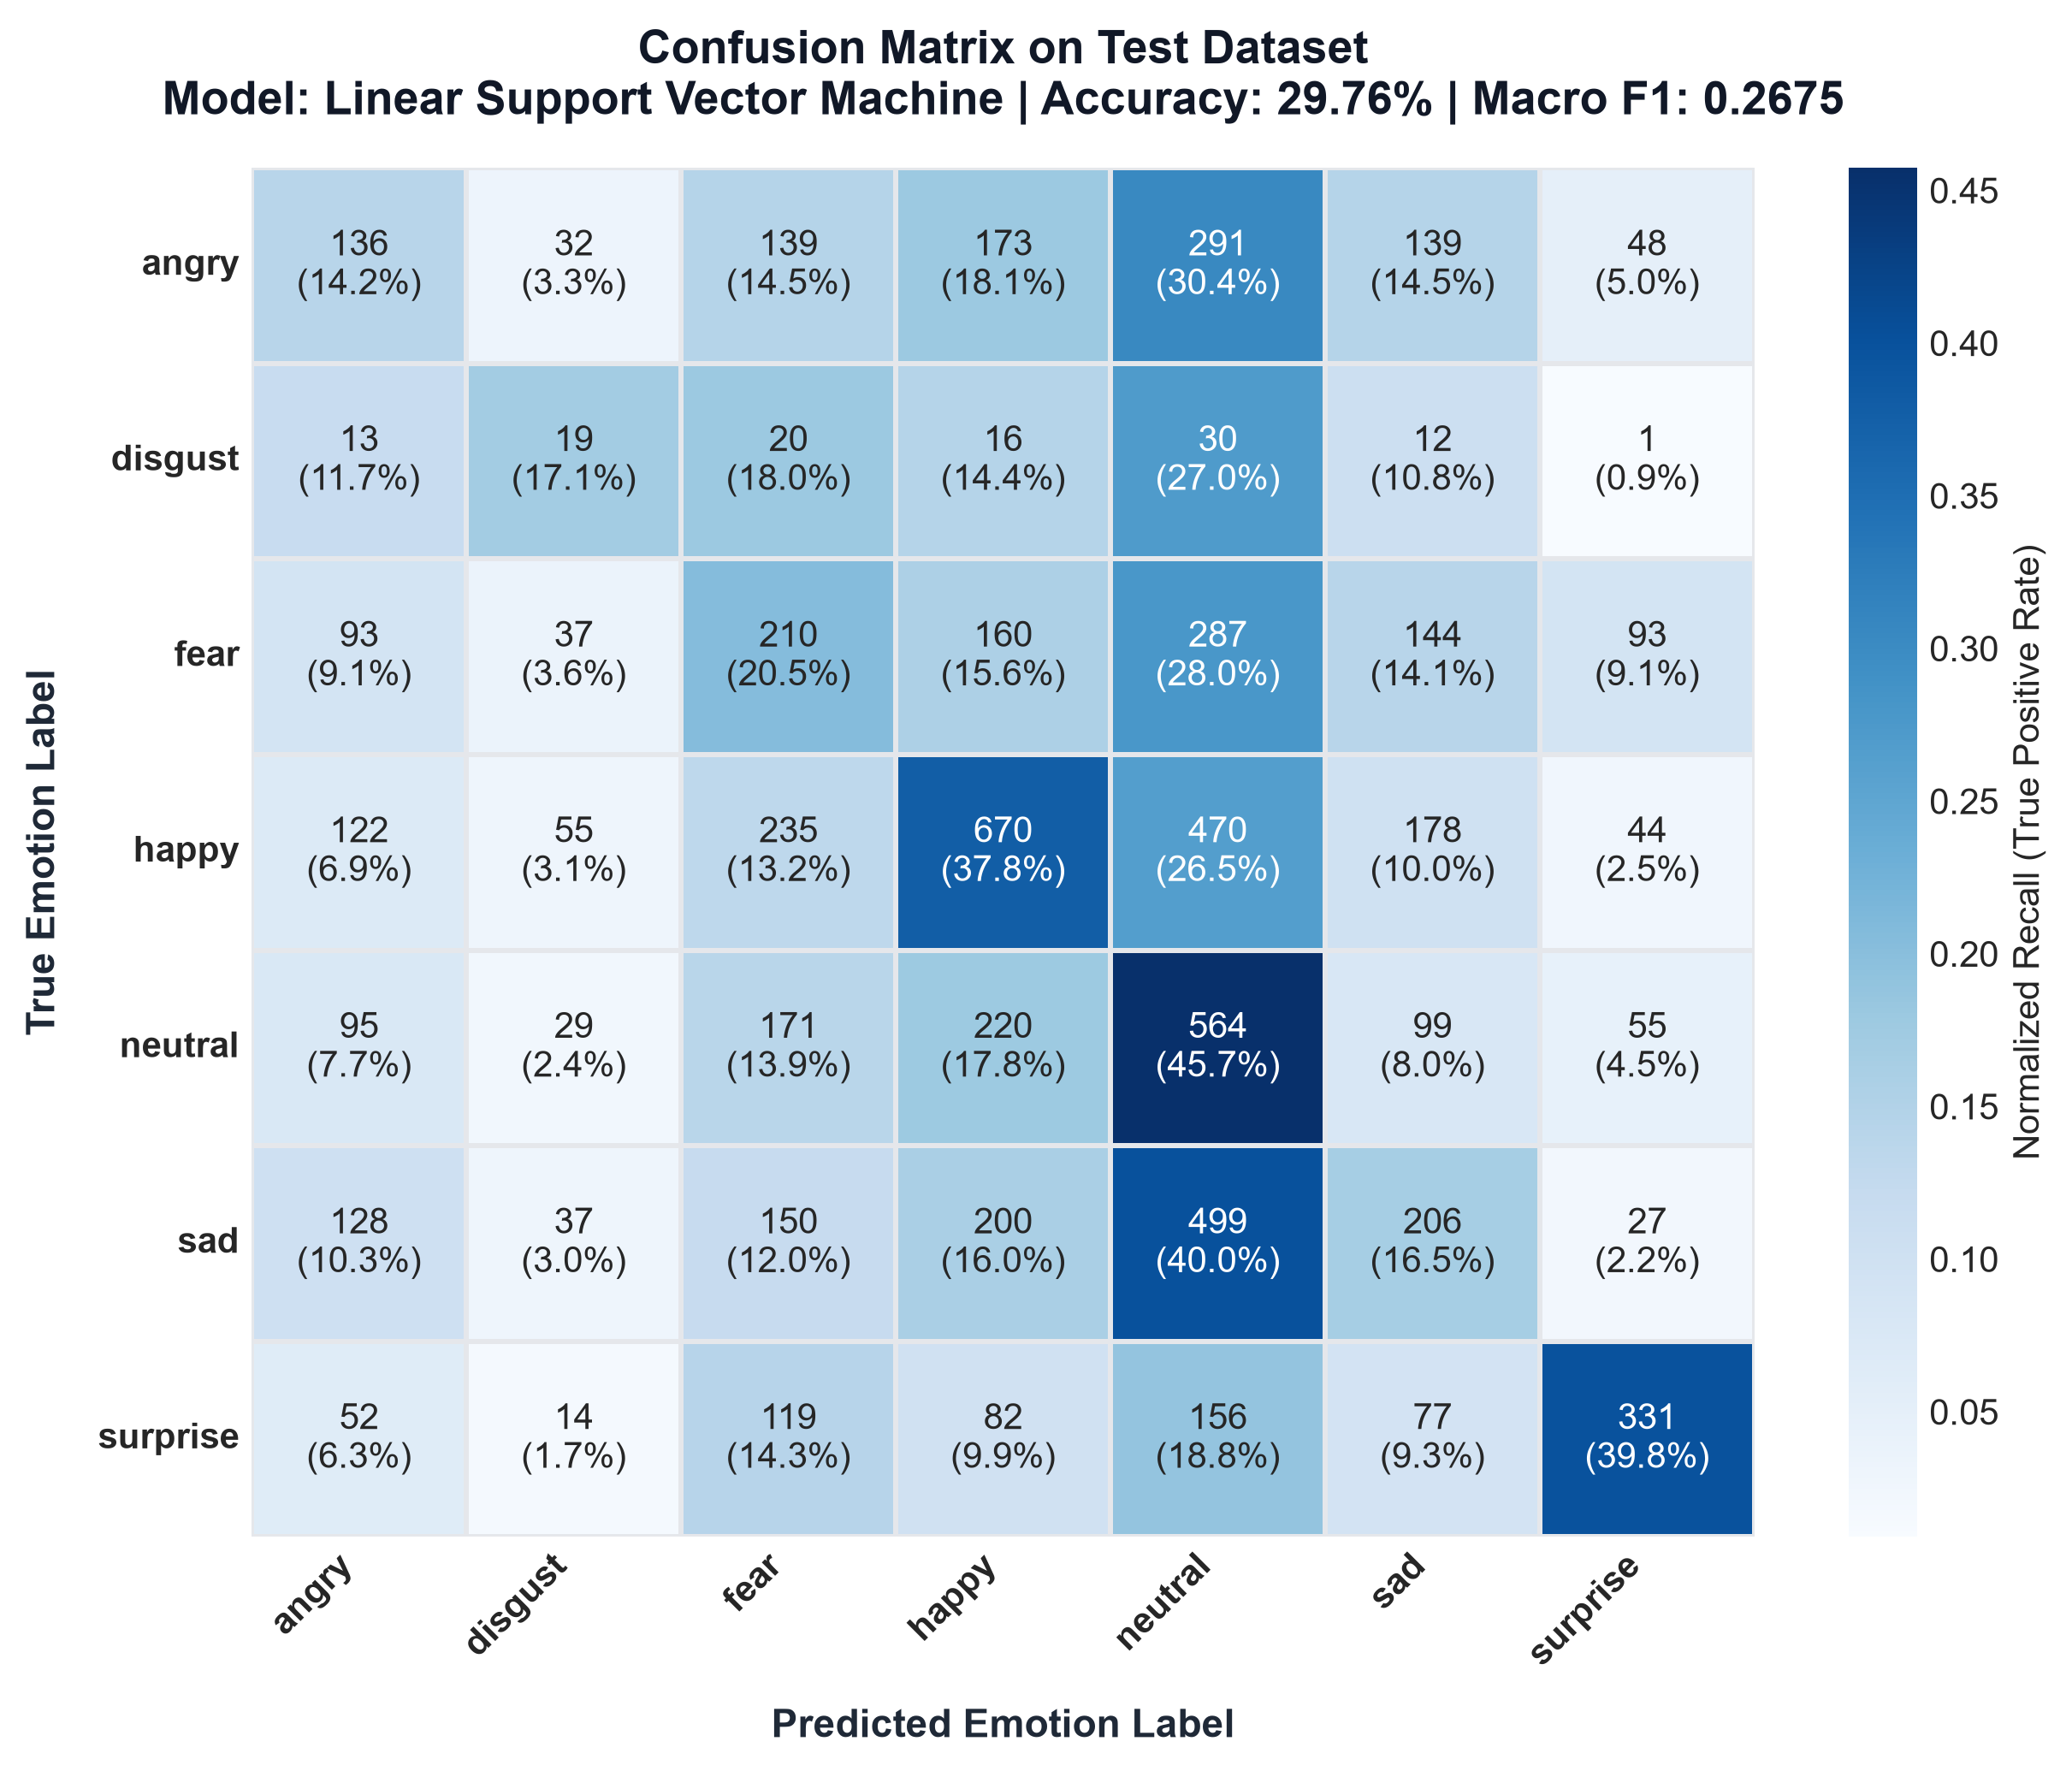 Confusion Matrix on Test Dataset
Model: Linear Support Vector Machine | Accuracy: 29.76% | Macro F1: 0.2675
True Emotion Label
angry
136 32 139 173 291 139 48
(14.2%) (3.3%) (14.5%) (18.1%) (30.4%) (14.5%) (5.0%)
disgust
13 19 20 16 30 12 1
(11.7%) (17.1%) (18.0%) (14.4%) (27.0%) (10.8%) (0.9%)
fear
93 37 210 160 287 144 93
(9.1%) (3.6%) (20.5%) (15.6%) (28.0%) (14.1%) (9.1%)
happy
122 55 235 670 470 178 44
(6.9%) (3.1%) (13.2%) (37.8%) (26.5%) (10.0%) (2.5%)
neutral
95 29 171 220 564 99 55
(7.7%) (2.4%) (13.9%) (17.8%) (45.7%) (8.0%) (4.5%)
sad
128 37 150 200 499 206 27
(10.3%) (3.0%) (12.0%) (16.0%) (40.0%) (16.5%) (2.2%)
surprise
52 14 119 82 156 77 331
(6.3%) (1.7%) (14.3%) (9.9%) (18.8%) (9.3%) (39.8%)
angry disgust fear happy neutral sad surprise
Predicted Emotion Label
0.45
0.40
0.35
0.30
0.25
0.20
0.15
0.10
0.05
Normalized Recall (True Positive Rate)